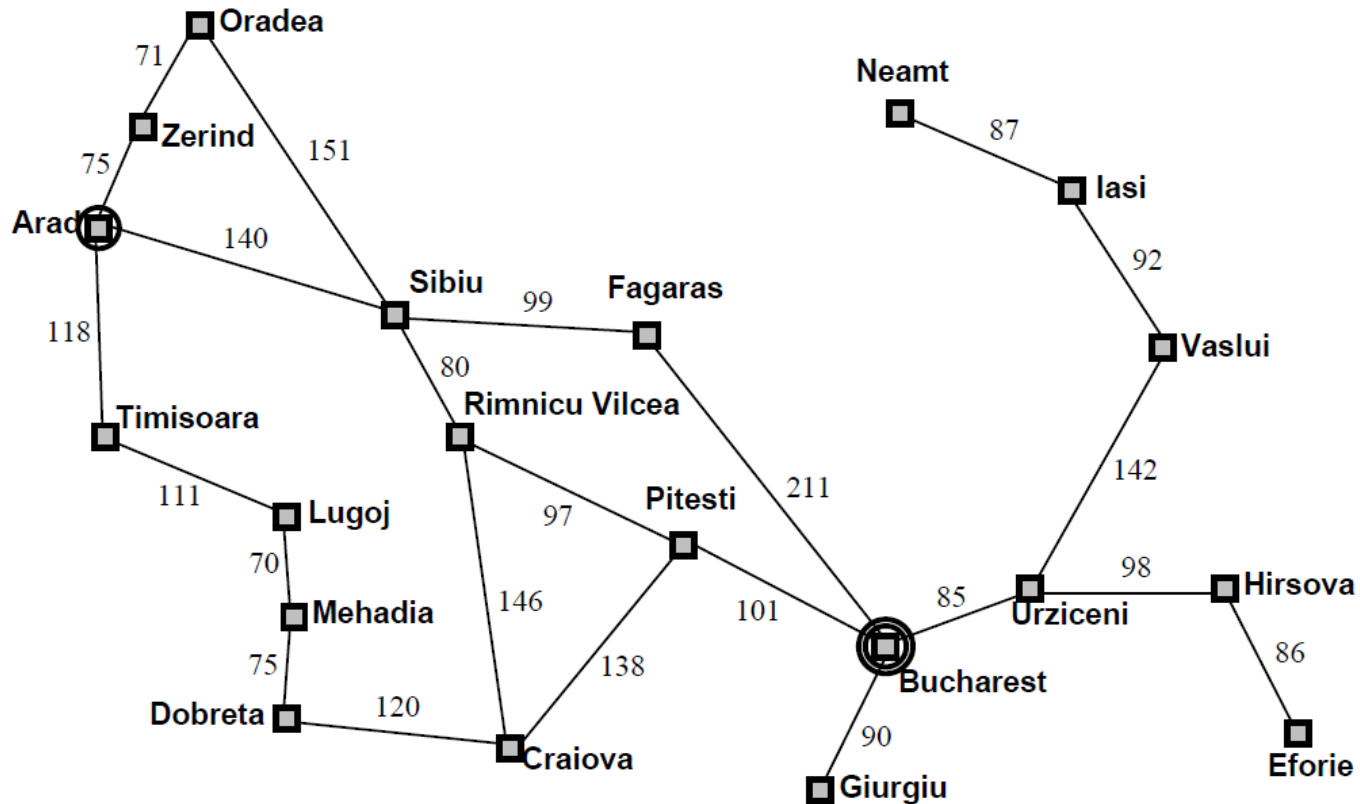 Oradea
71
Neamt
87
Zerind
151
75
Iasi
Arad
140
92
Sibiu
Fagaras
99
118
Vaslui
80
Rimnicu Vilcea
Timisoara
142
211
111
Pitesti
Lugoj
97
70
98
Hirsova
146
85
Urziceni
Mehadia
101
86
75
138
Bucharest
Dobreta
120
90
Craiova
Eforie
Giurgiu